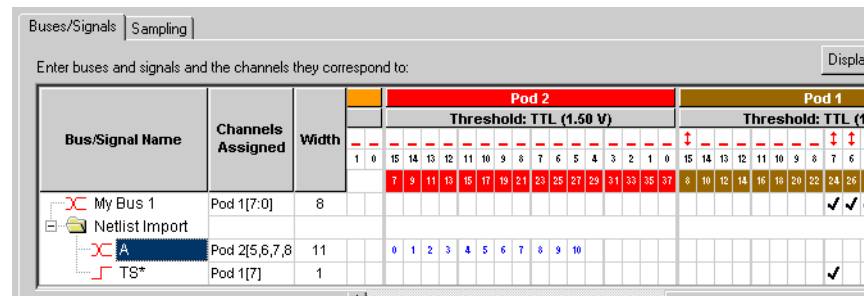 Buses/Signals Sampling
Enter buses and signals and the channels they correspond to:
Displa
Bus/Signal Name Channels Assigned Width Pod 2 Pod 1
Threshold: TTL (1.50 V) Threshold: TTL (1
1 0 15 14 13 12 11 10 9 8 7 6 5 4 3 2 1 0 15 14 13 12 11 10 9 8 7 6
7 9 11 13 15 17 19 21 23 25 27 29 31 33 35 37 8 10 12 14 16 18 20 22 24 26
My Bus 1 Pod 1[7:0] 8
Netlist Import
A Pod 2[5,6,7,8 11 0 1 2 3 4 5 6 7 8 9 10
TS* Pod 1[7] 1